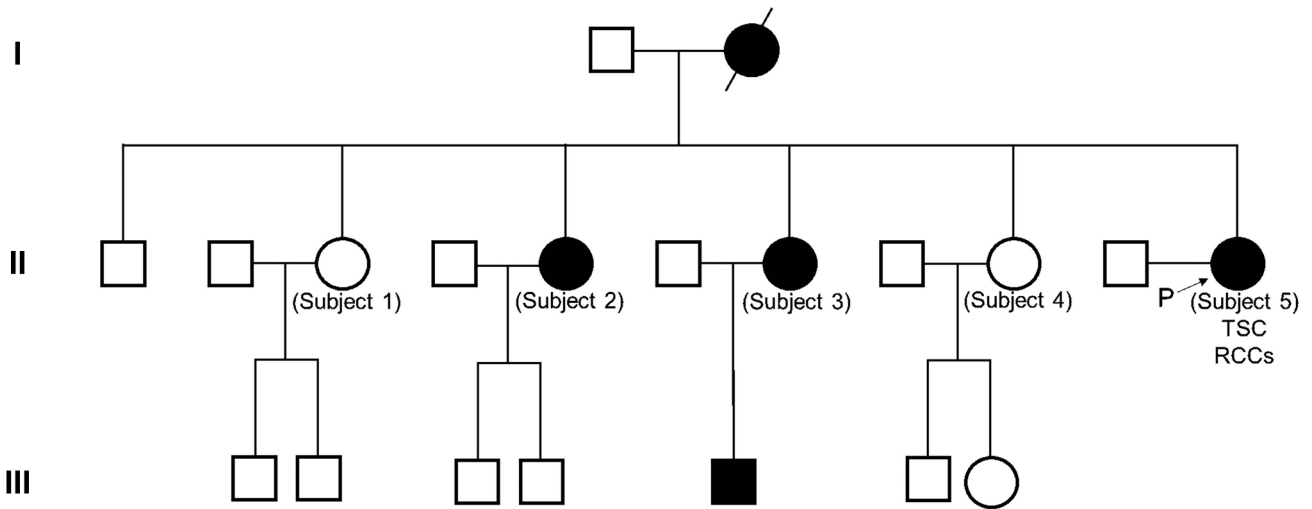 I
II
(Subject 1)
(Subject 2)
(Subject 3)
(Subject 4)
P
(Subject 5)
TSC
RCCs
III